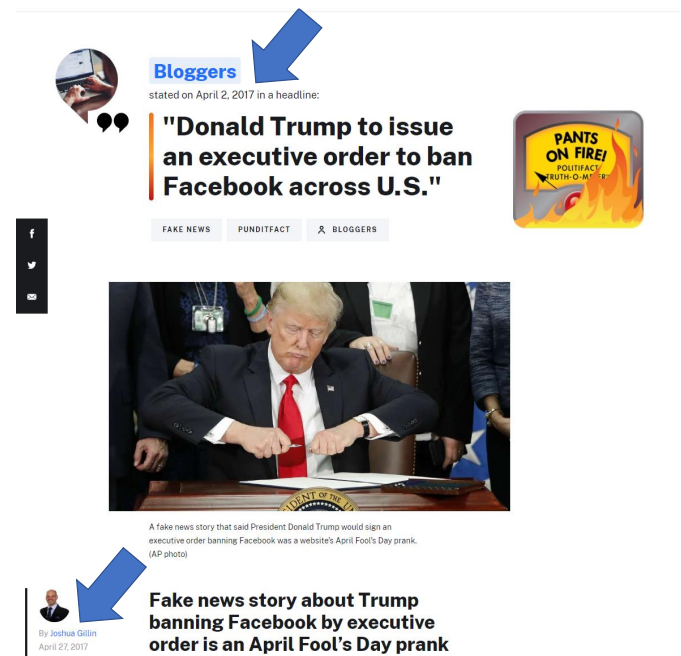 Bloggers
stated on April 2, 2017 in a headline:
"Donald Trump to issue
an executive order to ban
Facebook across U.S."
PANTS
ON FIRE!
POLITIFACT
TRUTH-O-METER
FAKE NEWS
PUNDITFACT
BLOGGERS
A fake news story that said President Donald Trump would sign an
executive order banning Facebook was a website's April Fool's Day prank.
(AP photo)
By Joshua Gillin
April 27, 2017
Fake news story about Trump
banning Facebook by executive
order is an April Fool’s Day prank